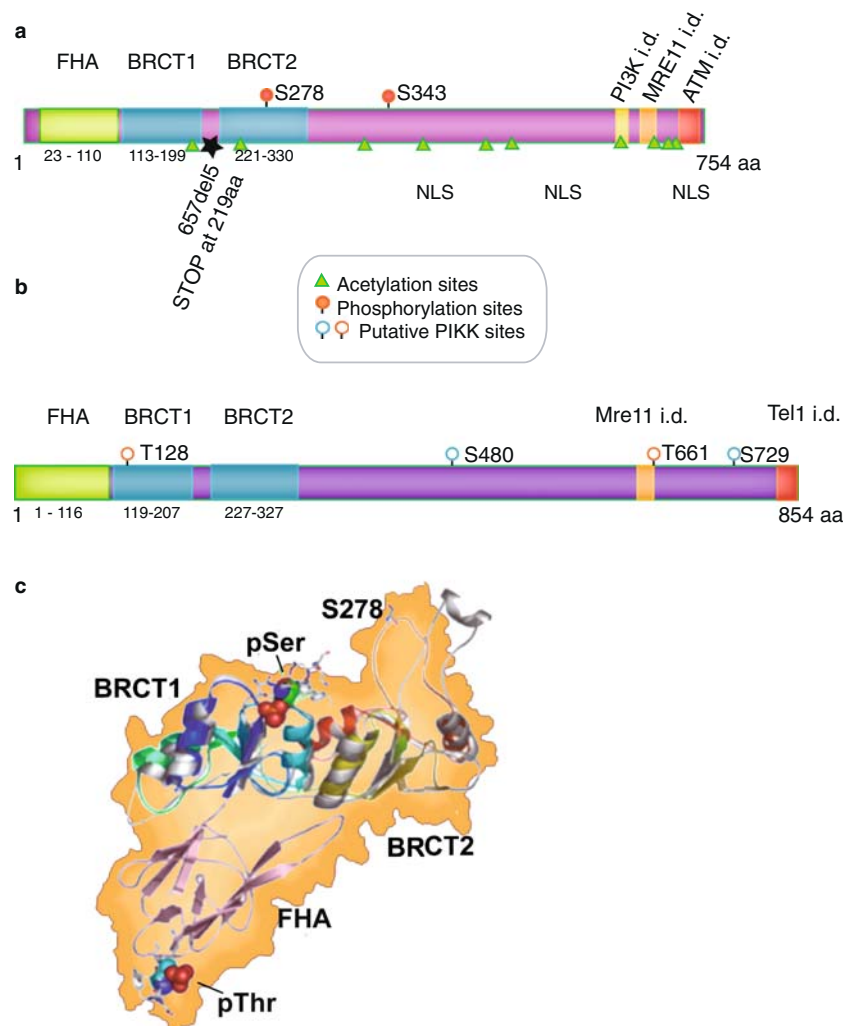 a
FHA BRCT1 BRCT2 PI3K i.d. MRE11 i.d. ATM i.d.
S278 S343
1 23 - 110 113-199 221-330 754 aa
657del5
STOP at 219aa
NLS NLS NLS
b
Acetylation sites
Phosphorylation sites
Putative PIKK sites
FHA BRCT1 BRCT2 Mre11 i.d. Tel1 i.d.
T128 S480 T661 S729
1 1 - 116 119-207 227-327 854 aa
c
S278
pSer
BRCT1
BRCT2
FHA
pThr